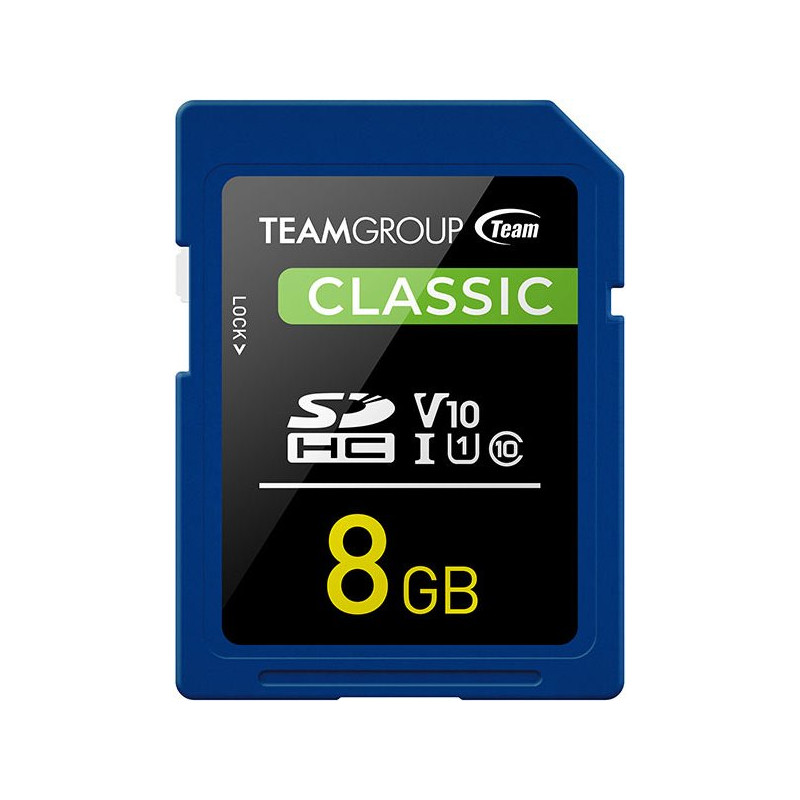 TEAMGROUP Team
CLASSIC
LOCK
SD HC V10
I U1 10
8 GB